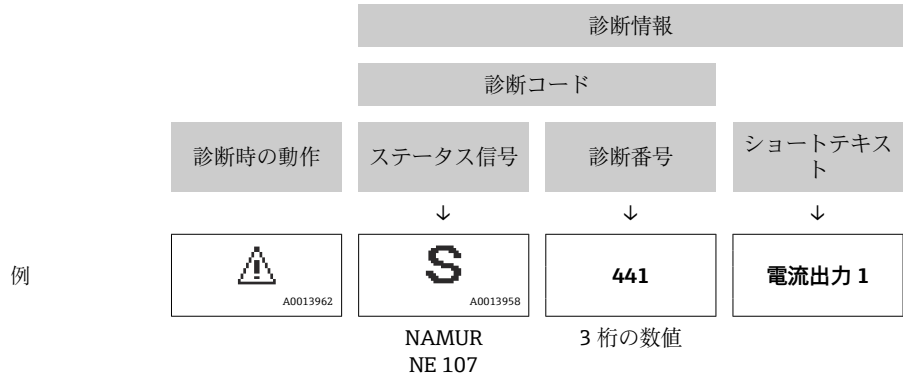 診断情報
診断コード
診断時の動作
ステータス信号
診断番号
ショートテキス
ト
↓
↓
↓
例
A0013962
S
A0013958
441
電流出力 1
NAMUR
NE 107
3 桁の数値